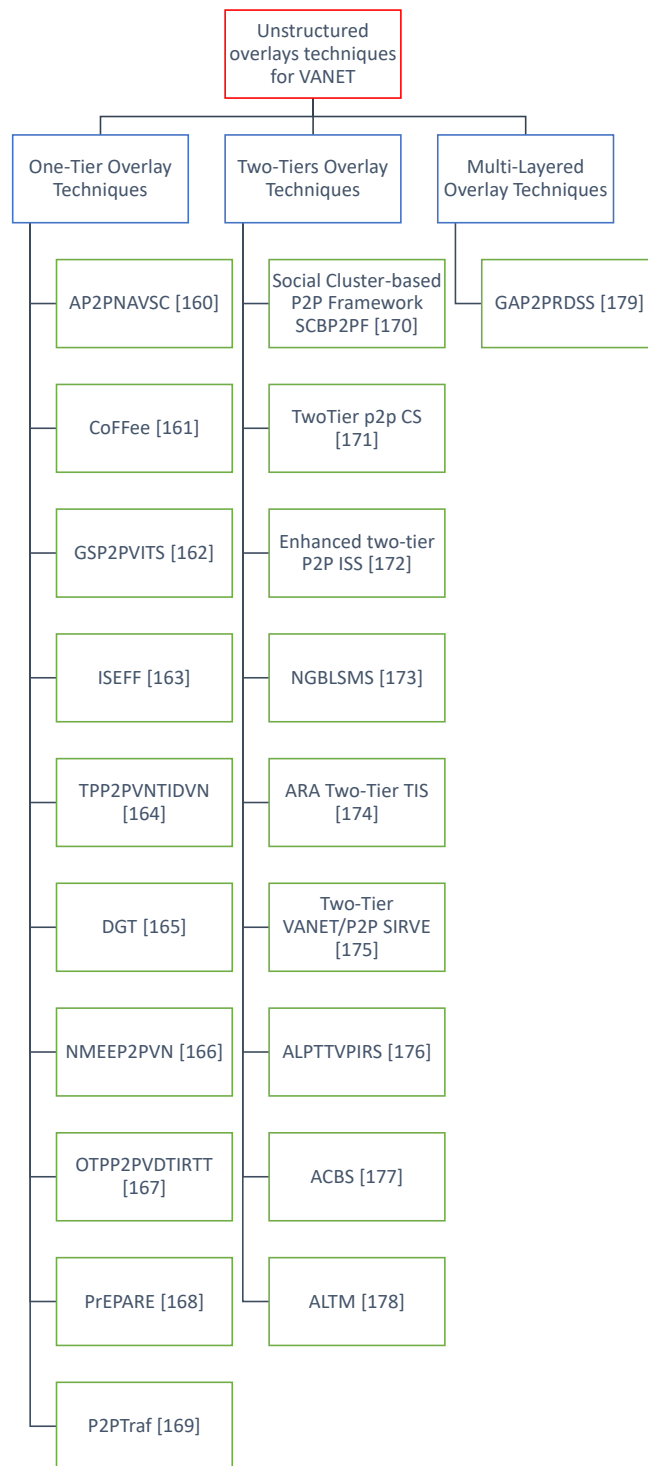 Unstructured
overlays techniques
for VANET
One-Tier Overlay
Techniques
Two-Tiers Overlay
Techniques
Multi-Layered
Overlay Techniques
AP2PNAVSC [160]
CoFFee [161]
GSP2PVITS [162]
ISEFF [163]
TPP2PVNTIDVN
[164]
DGT [165]
NMEEP2PVN [166]
OTPP2PVDTIRTT
[167]
PrEPARE [168]
P2PTraf [169]
Social Cluster-based
P2P Framework
SCBP2PF [170]
TwoTier p2p CS
[171]
Enhanced two-tier
P2P ISS [172]
NGBLSMS [173]
ARA Two-Tier TIS
[174]
Two-Tier
VANET/P2P SIRVE
[175]
ALPTTVPIRS [176]
ACBS [177]
ALTM [178]
GAP2PRDSS [179]